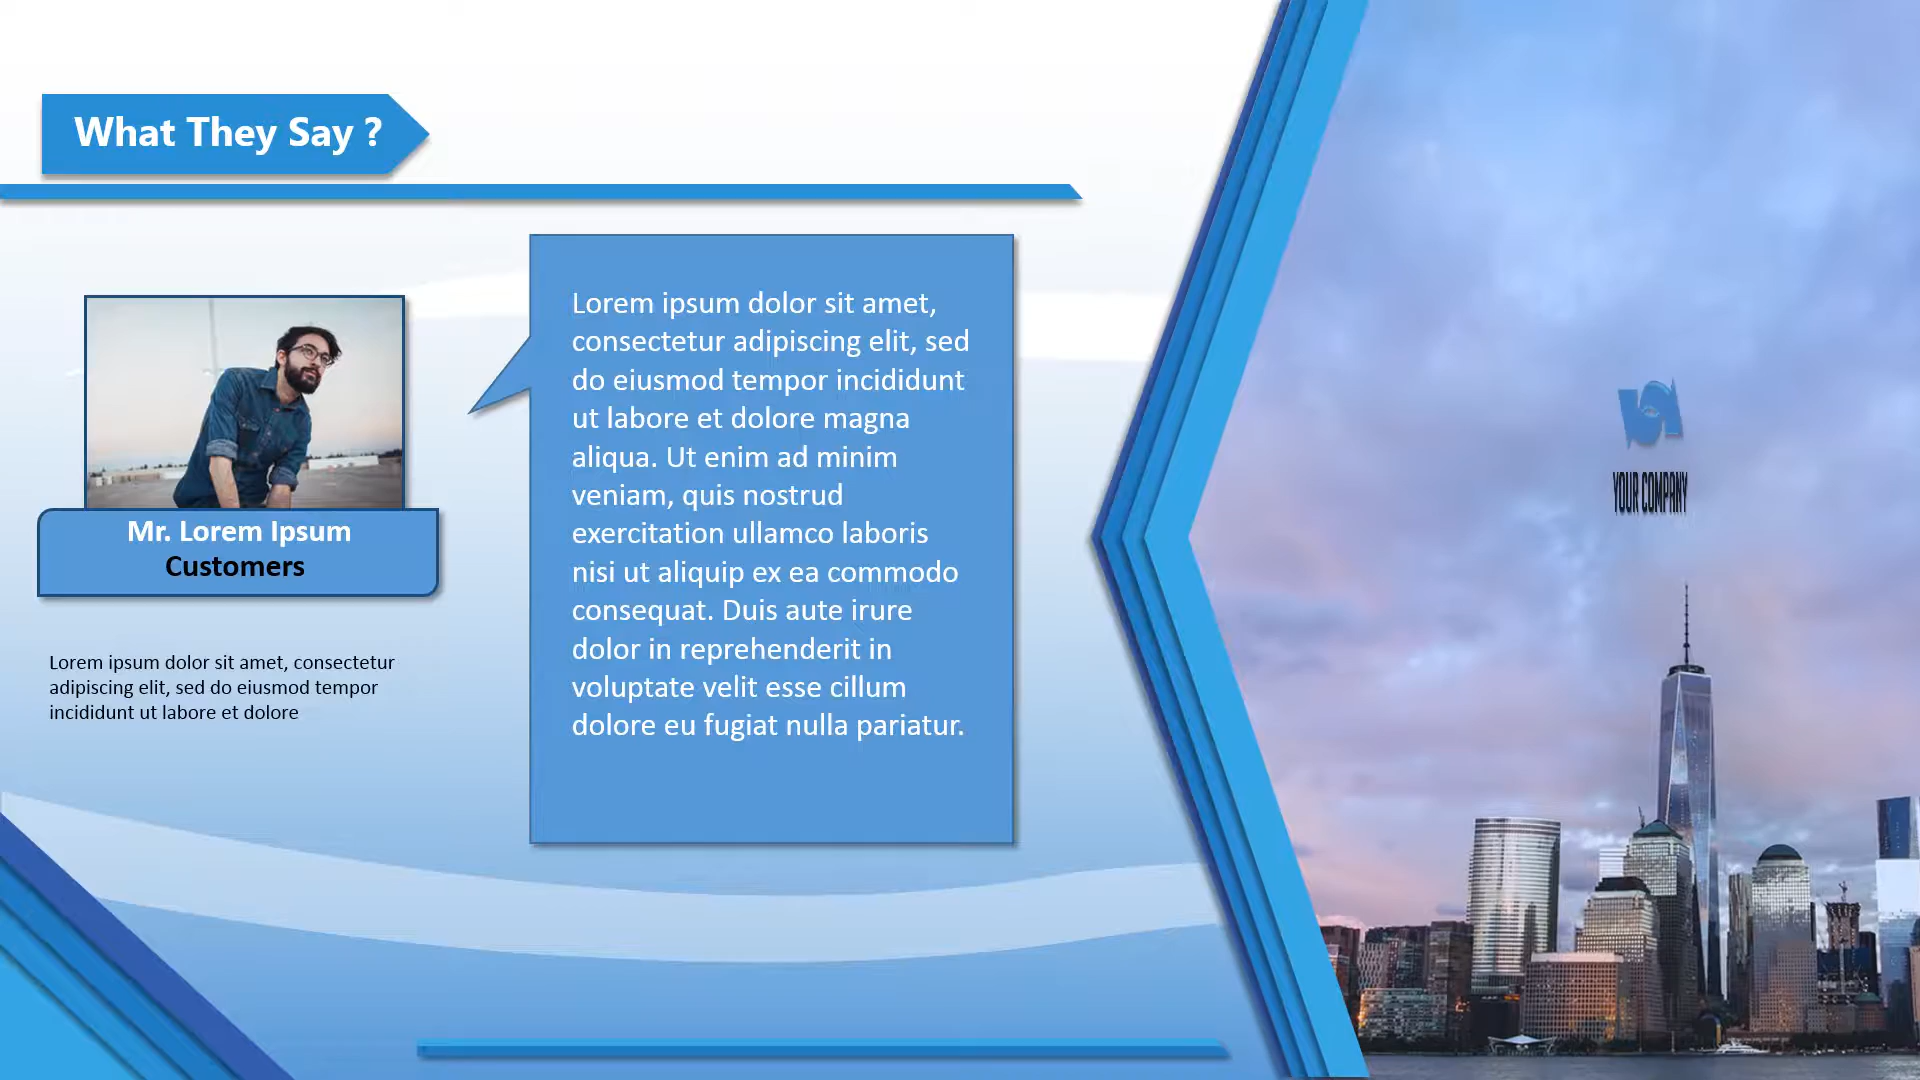 What They Say ?
Mr. Lorem Ipsum
Customers
Lorem ipsum dolor sit amet, consectetur
adipiscing elit, sed do eiusmod tempor
incididunt ut labore et dolore
Lorem ipsum dolor sit amet,
consectetur adipiscing elit, sed
do eiusmod tempor incididunt
ut labore et dolore magna
aliqua. Ut enim ad minim
veniam, quis nostrud
exercitation ullamco laboris
nisi ut aliquip ex ea commodo
consequat. Duis aute irure
dolor in reprehenderit in
voluptate velit esse cillum
dolore eu fugiat nulla pariatur.
YOUR COMPANY